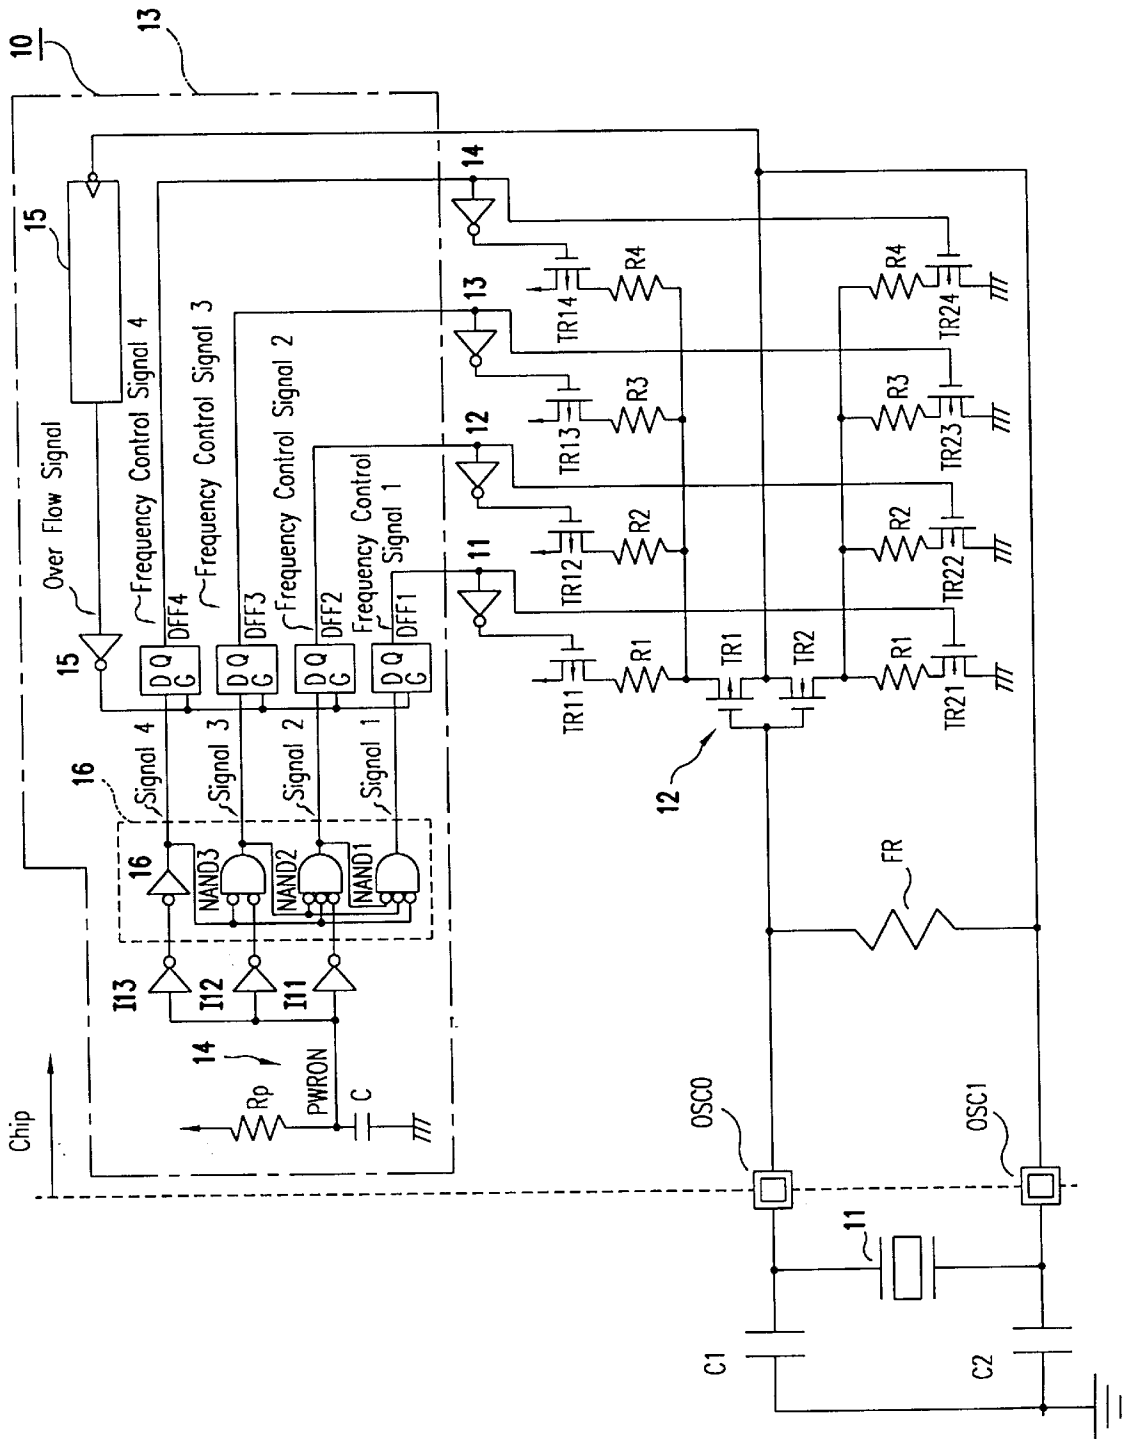 10
13
Chip
15
Over Flow Signal
15
Frequency Control Signal 4
Frequency Control Signal 3
Frequency Control Signal 2
Frequency Control
Signal 1
DFF4
D Q
G
DFF3
D Q
G
DFF2
D Q
G
DFF1
D Q
G
16
Signal 4
Signal 3
Signal 2
Signal 1
16
NAND3
NAND2
NAND1
I13
I12
I11
14
Rp
PWRON
C
14
13
12
11
TR14
R4
TR13
R3
TR12
R2
TR11
R1
TR1
TR2
12
R4
TR24
R3
TR23
R2
TR22
R1
TR21
FR
OSC0
OSC1
11
C1
C2